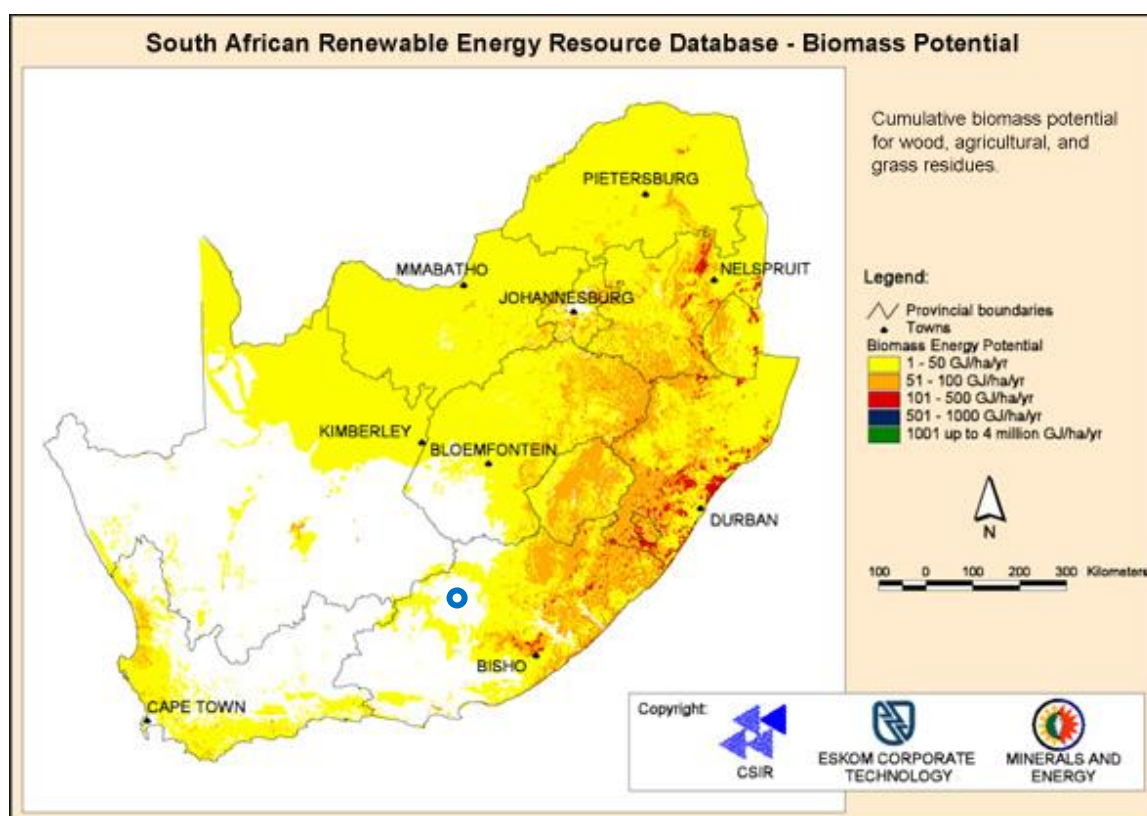 South African Renewable Energy Resource Database - Biomass Potential
Cumulative biomass potential
for wood, agricultural, and
grass residues.
PIETERSBURG
MMABATHO
NELSPRUIT
JOHANNESBURG
KIMBERLEY
BLOEMFONTEIN
DURBAN
BISHO
CAPE TOWN
Legend:
Provincial boundaries
Towns
Biomass Energy Potential
1 - 50 GJ/ha/yr
51 - 100 GJ/ha/yr
101 - 500 GJ/ha/yr
501 - 1000 GJ/ha/yr
1001 up to 4 million GJ/ha/yr
N
100 0 100 200 300 Kilometers
Copyright:
CSIR
ESKOM CORPORATE
TECHNOLOGY
MINERALS AND
ENERGY